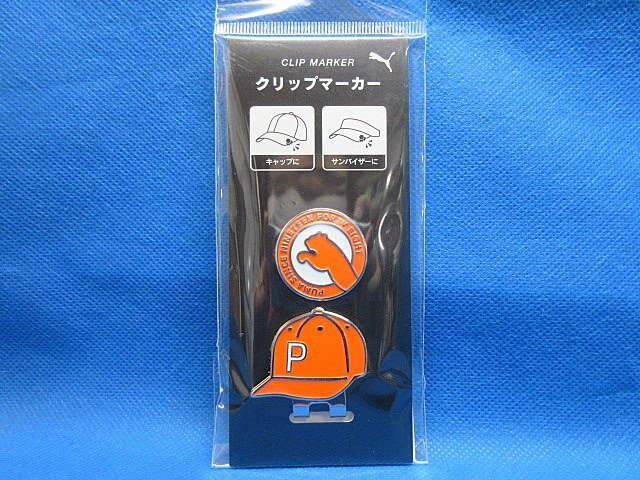 CLIP MARKER
クリップマーカー
キャップに
サンバイザーに
PUMA SINCE NINETEEN FORTY EIGHT
P